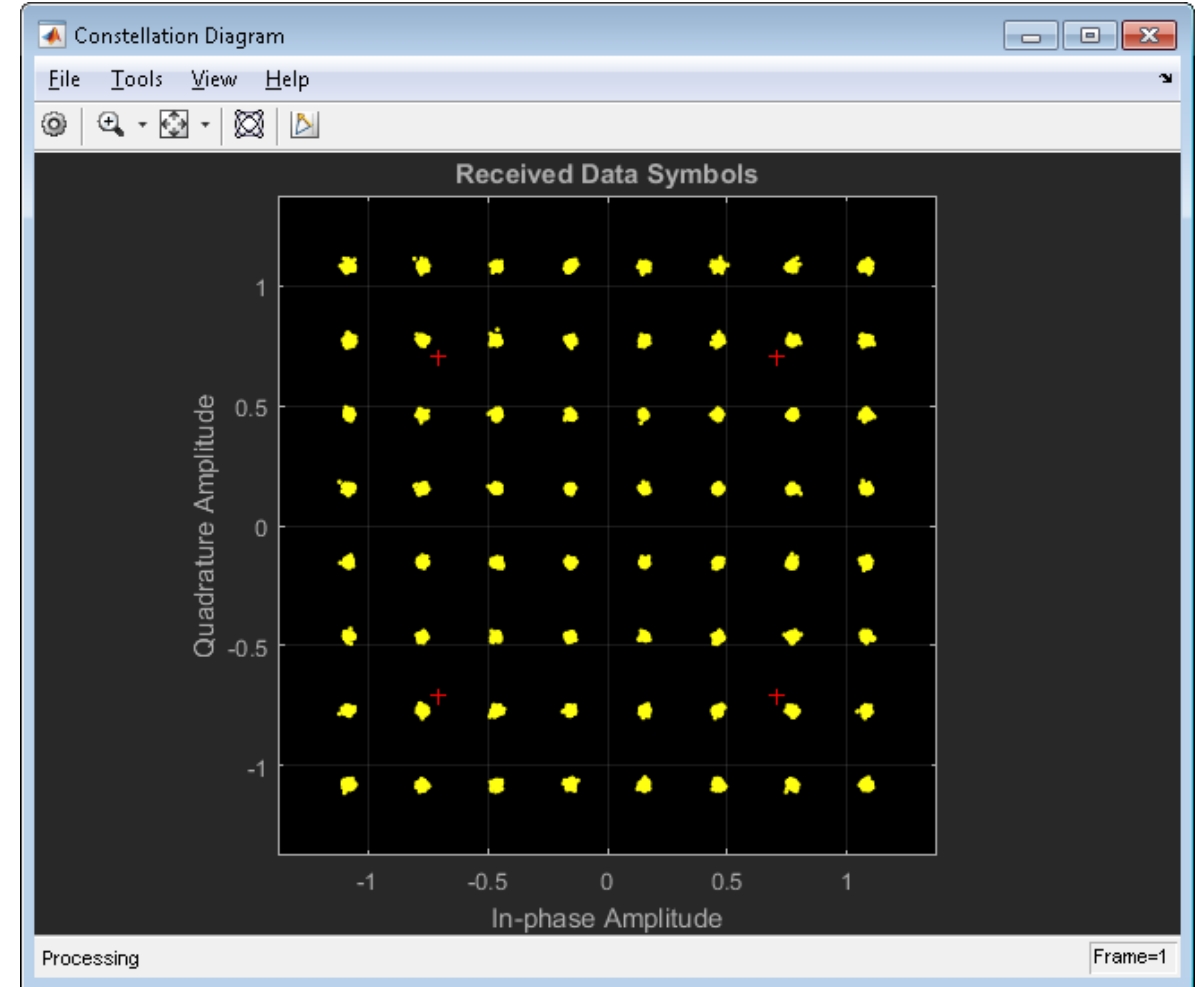 Constellation Diagram
File Tools View Help
Received Data Symbols
1
0.5
0
-0.5
-1
Quadrature Amplitude
-1 -0.5 0 0.5 1
In-phase Amplitude
Processing Frame=1